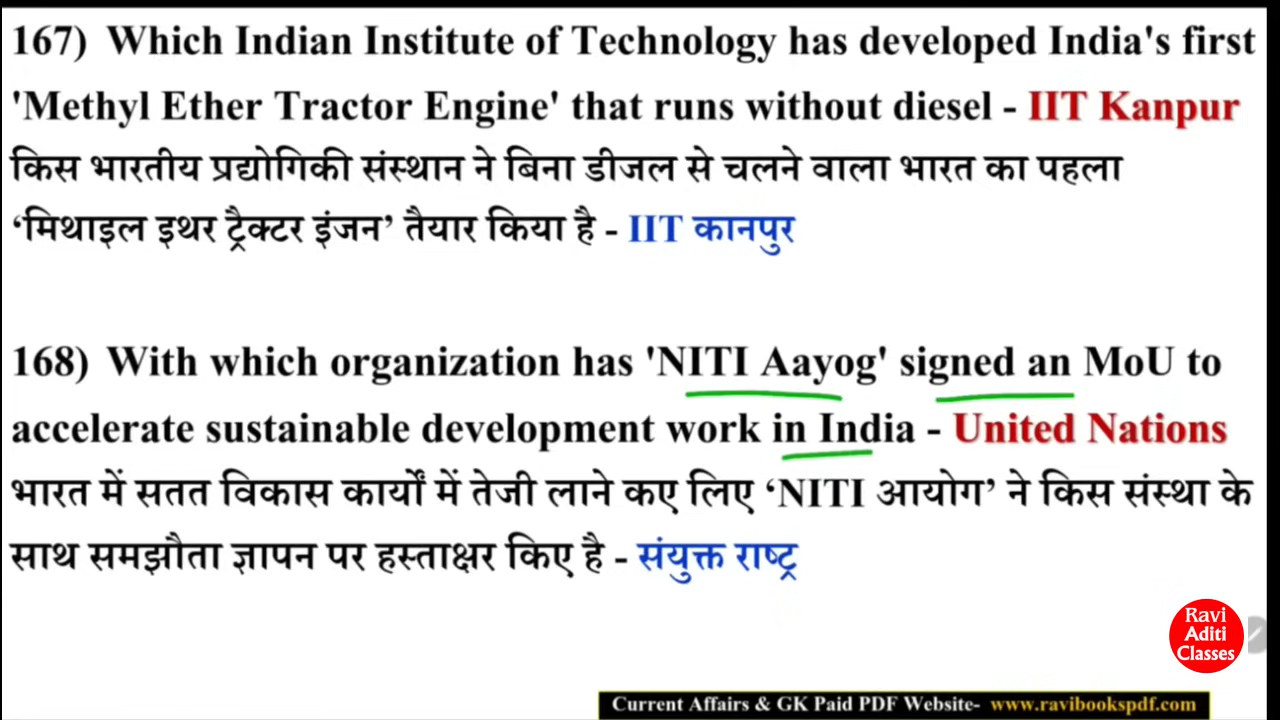 167) Which Indian Institute of Technology has developed India's first
'Methyl Ether Tractor Engine' that runs without diesel - IIT Kanpur
किस भारतीय प्रद्योगिकी संस्थान ने बिना डीजल से चलने वाला भारत का पहला
‘मिथाइल इथर ट्रैक्टर इंजन’ तैयार किया है - IIT कानपुर
168) With which organization has 'NITI Aayog' signed an MoU to
accelerate sustainable development work in India - United Nations
भारत में सतत विकास कार्यों में तेजी लाने कए लिए ‘NITI आयोग’ ने किस संस्था के
साथ समझौता ज्ञापन पर हस्ताक्षर किए है - संयुक्त राष्ट्र
Ravi
Aditi
Classes
Current Affairs & GK Paid PDF Website- www.ravibookspdf.com